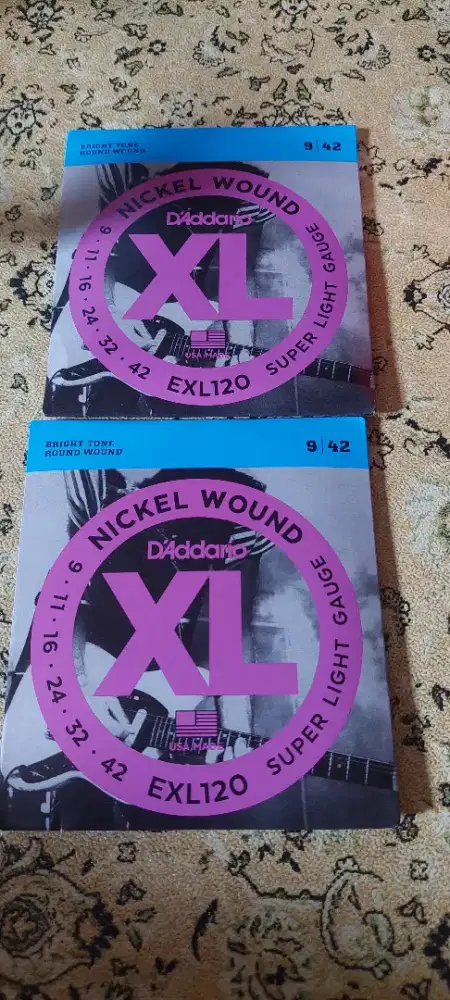 BRIGHT TONE
ROUND WOUND
9 | 42
NICKEL WOUND
D'Addario
XL
USA MADE
9 · 11 · 16 · 24 · 32 · 42
EXL120
SUPER LIGHT GAUGE
BRIGHT TONE
ROUND WOUND
9 | 42
NICKEL WOUND
D'Addario
XL
USA MADE
9 · 11 · 16 · 24 · 32 · 42
EXL120
SUPER LIGHT GAUGE